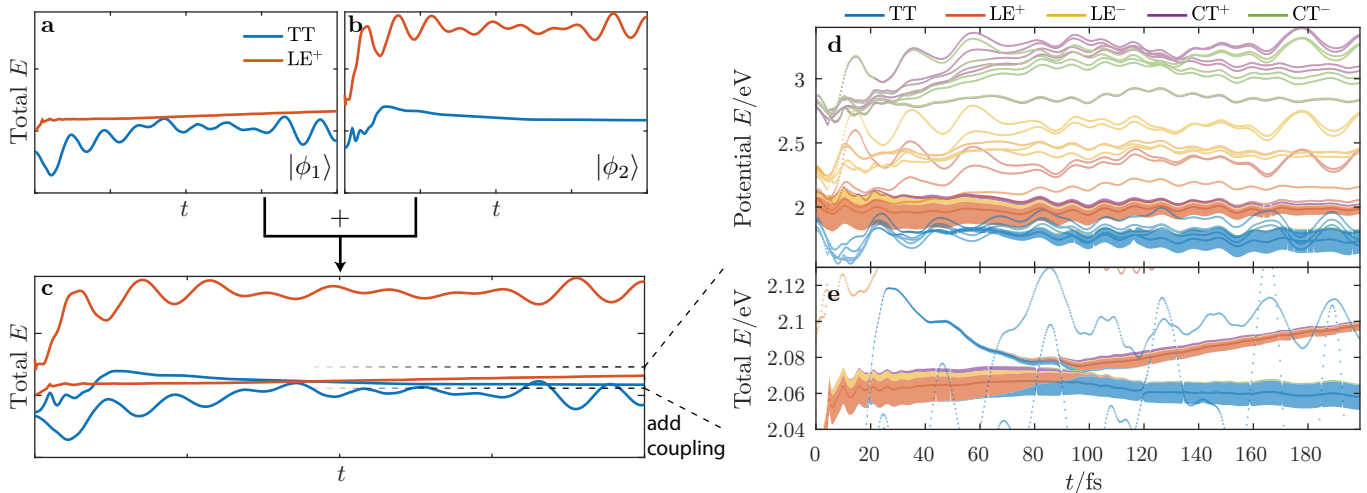 a
TT
LE⁺
Total E
|ϕ₁⟩
t
b
|ϕ₂⟩
t
+
c
Total E
t
add
coupling
TT LE⁺ LE⁻ CT⁺ CT⁻
d
Potential E/eV
3
2.5
2
e
Total E/eV
2.12
2.1
2.08
2.06
2.04
0 20 40 60 80 100 120 140 160 180
t/fs